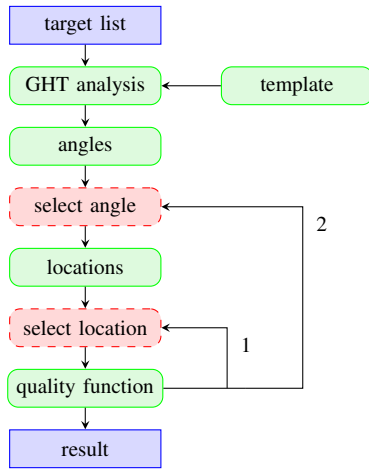 target list
GHT analysis
template
angles
select angle
2
locations
select location
1
quality function
result